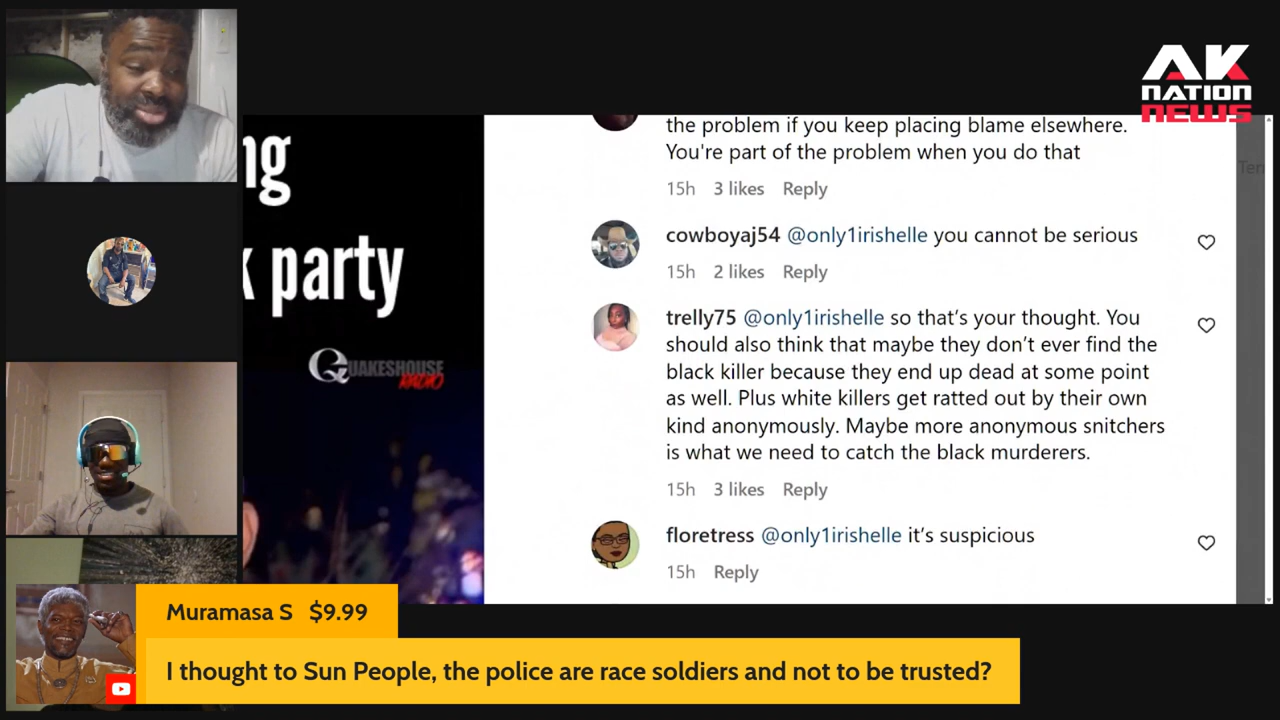 AK
NATION
NEWS
ng
k party
QUAKESHOUSE
RADIO
the problem if you keep placing blame elsewhere.
You're part of the problem when you do that
15h 3 likes Reply
cowboyaj54 @only1irishelle you cannot be serious
15h 2 likes Reply
trelly75 @only1irishelle so that's your thought. You
should also think that maybe they don't ever find the
black killer because they end up dead at some point
as well. Plus white killers get ratted out by their own
kind anonymously. Maybe more anonymous snitchers
is what we need to catch the black murderers.
15h 3 likes Reply
floretress @only1irishelle it's suspicious
15h Reply
Muramasa S $9.99
I thought to Sun People, the police are race soldiers and not to be trusted?